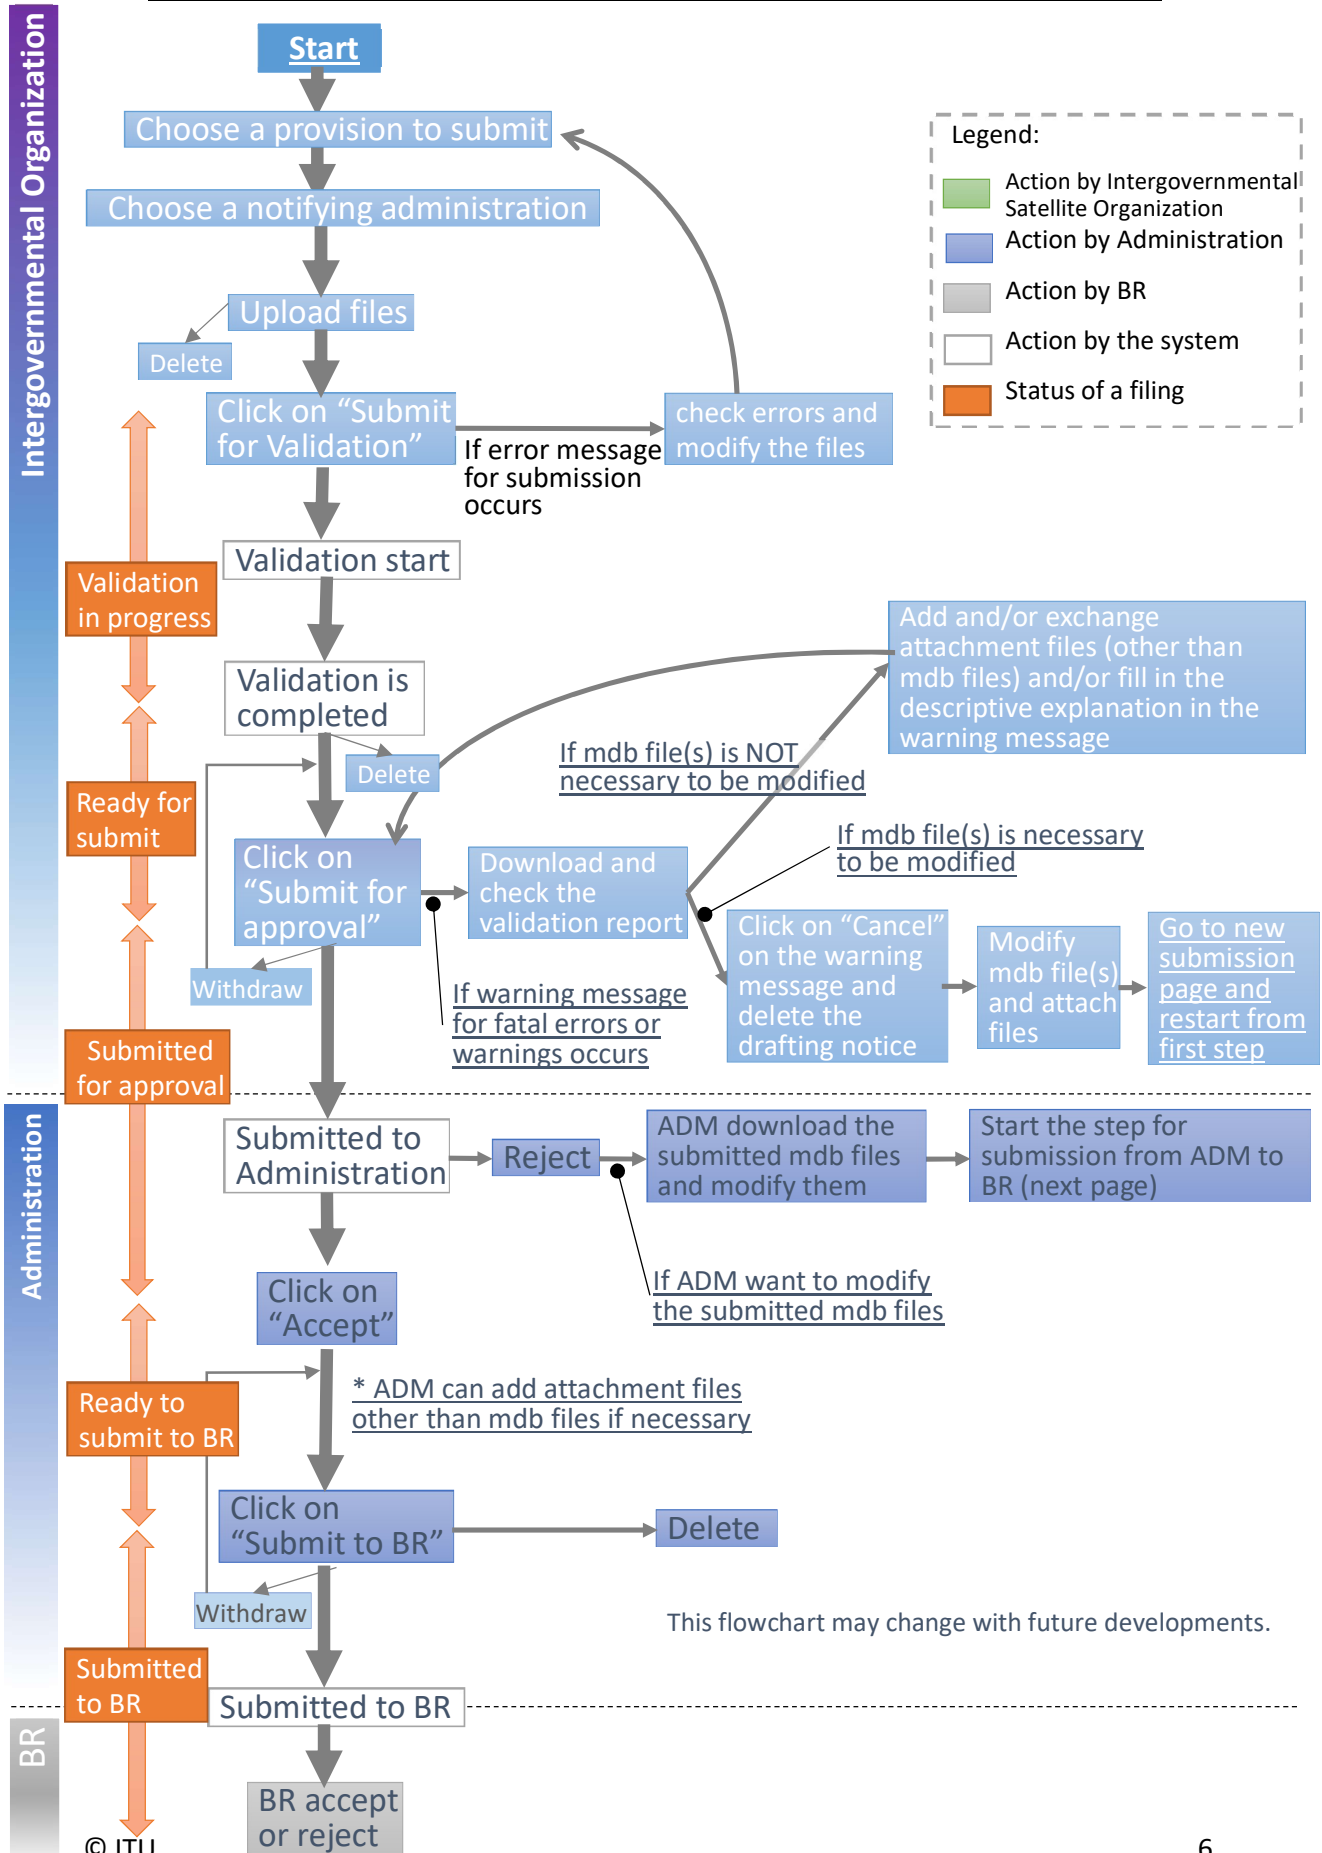 Intergovernmental Organization
Start
Choose a provision to submit
Choose a notifying administration
Upload files
Delete
Click on “Submit
for Validation”
If error message
for submission
occurs
check errors and
modify the files
Legend:
Action by Intergovernmental
Satellite Organization
Action by Administration
Action by BR
Action by the system
Status of a filing
Validation start
Validation
in progress
Validation is
completed
Delete
Add and/or exchange
attachment files (other than
mdb files) and/or fill in the
descriptive explanation in the
warning message
If mdb file(s) is NOT
necessary to be modified
Ready for
submit
Click on
“Submit for
approval”
Download and
check the
validation report
If mdb file(s) is necessary
to be modified
Withdraw
If warning message
for fatal errors or
warnings occurs
Click on “Cancel”
on the warning
message and
delete the
drafting notice
Modify
mdb file(s)
and attach
files
Go to new
submission
page and
restart from
first step
Submitted
for approval
Administration
Submitted to
Administration
Reject
ADM download the
submitted mdb files
and modify them
Start the step for
submission from ADM to
BR (next page)
If ADM want to modify
the submitted mdb files
Click on
“Accept”
* ADM can add attachment files
other than mdb files if necessary
Ready to
submit to BR
Click on
“Submit to BR”
Delete
Withdraw
This flowchart may change with future developments.
Submitted
to BR
Submitted to BR
BR
BR accept
or reject
© ITU
6